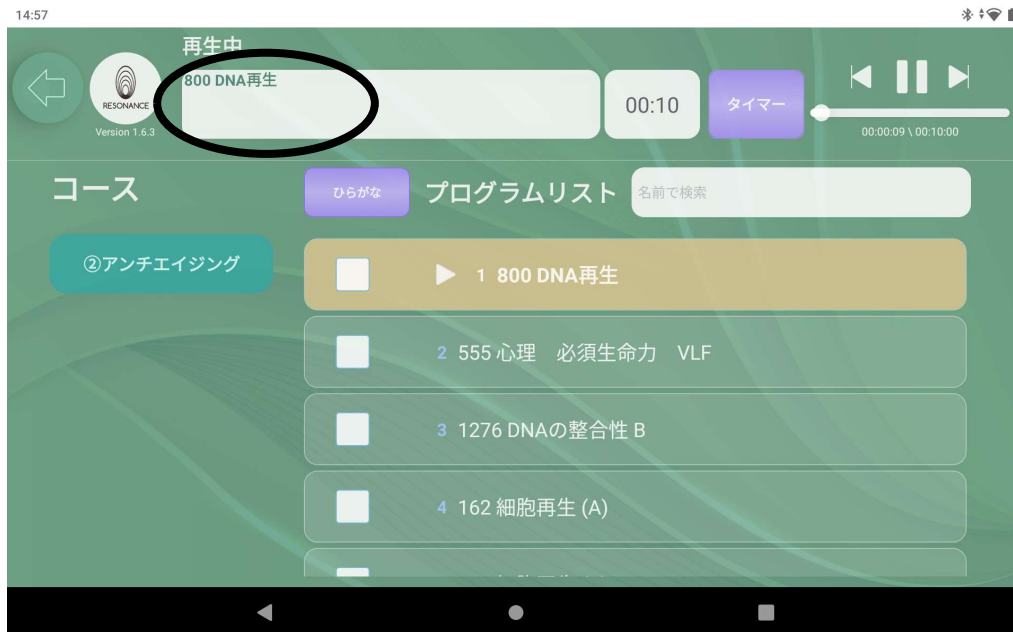 14:57
再生中
800 DNA再生
RESONANCE
Version 1.6.3
00:10
タイマー
00:00:09 \ 00:10:00
コース
ひらがな
プログラムリスト
名前で検索
②アンチエイジング
1 800 DNA再生
2 555 心理　必須生命力　VLF
3 1276 DNAの整合性 B
4 162 細胞再生 (A)